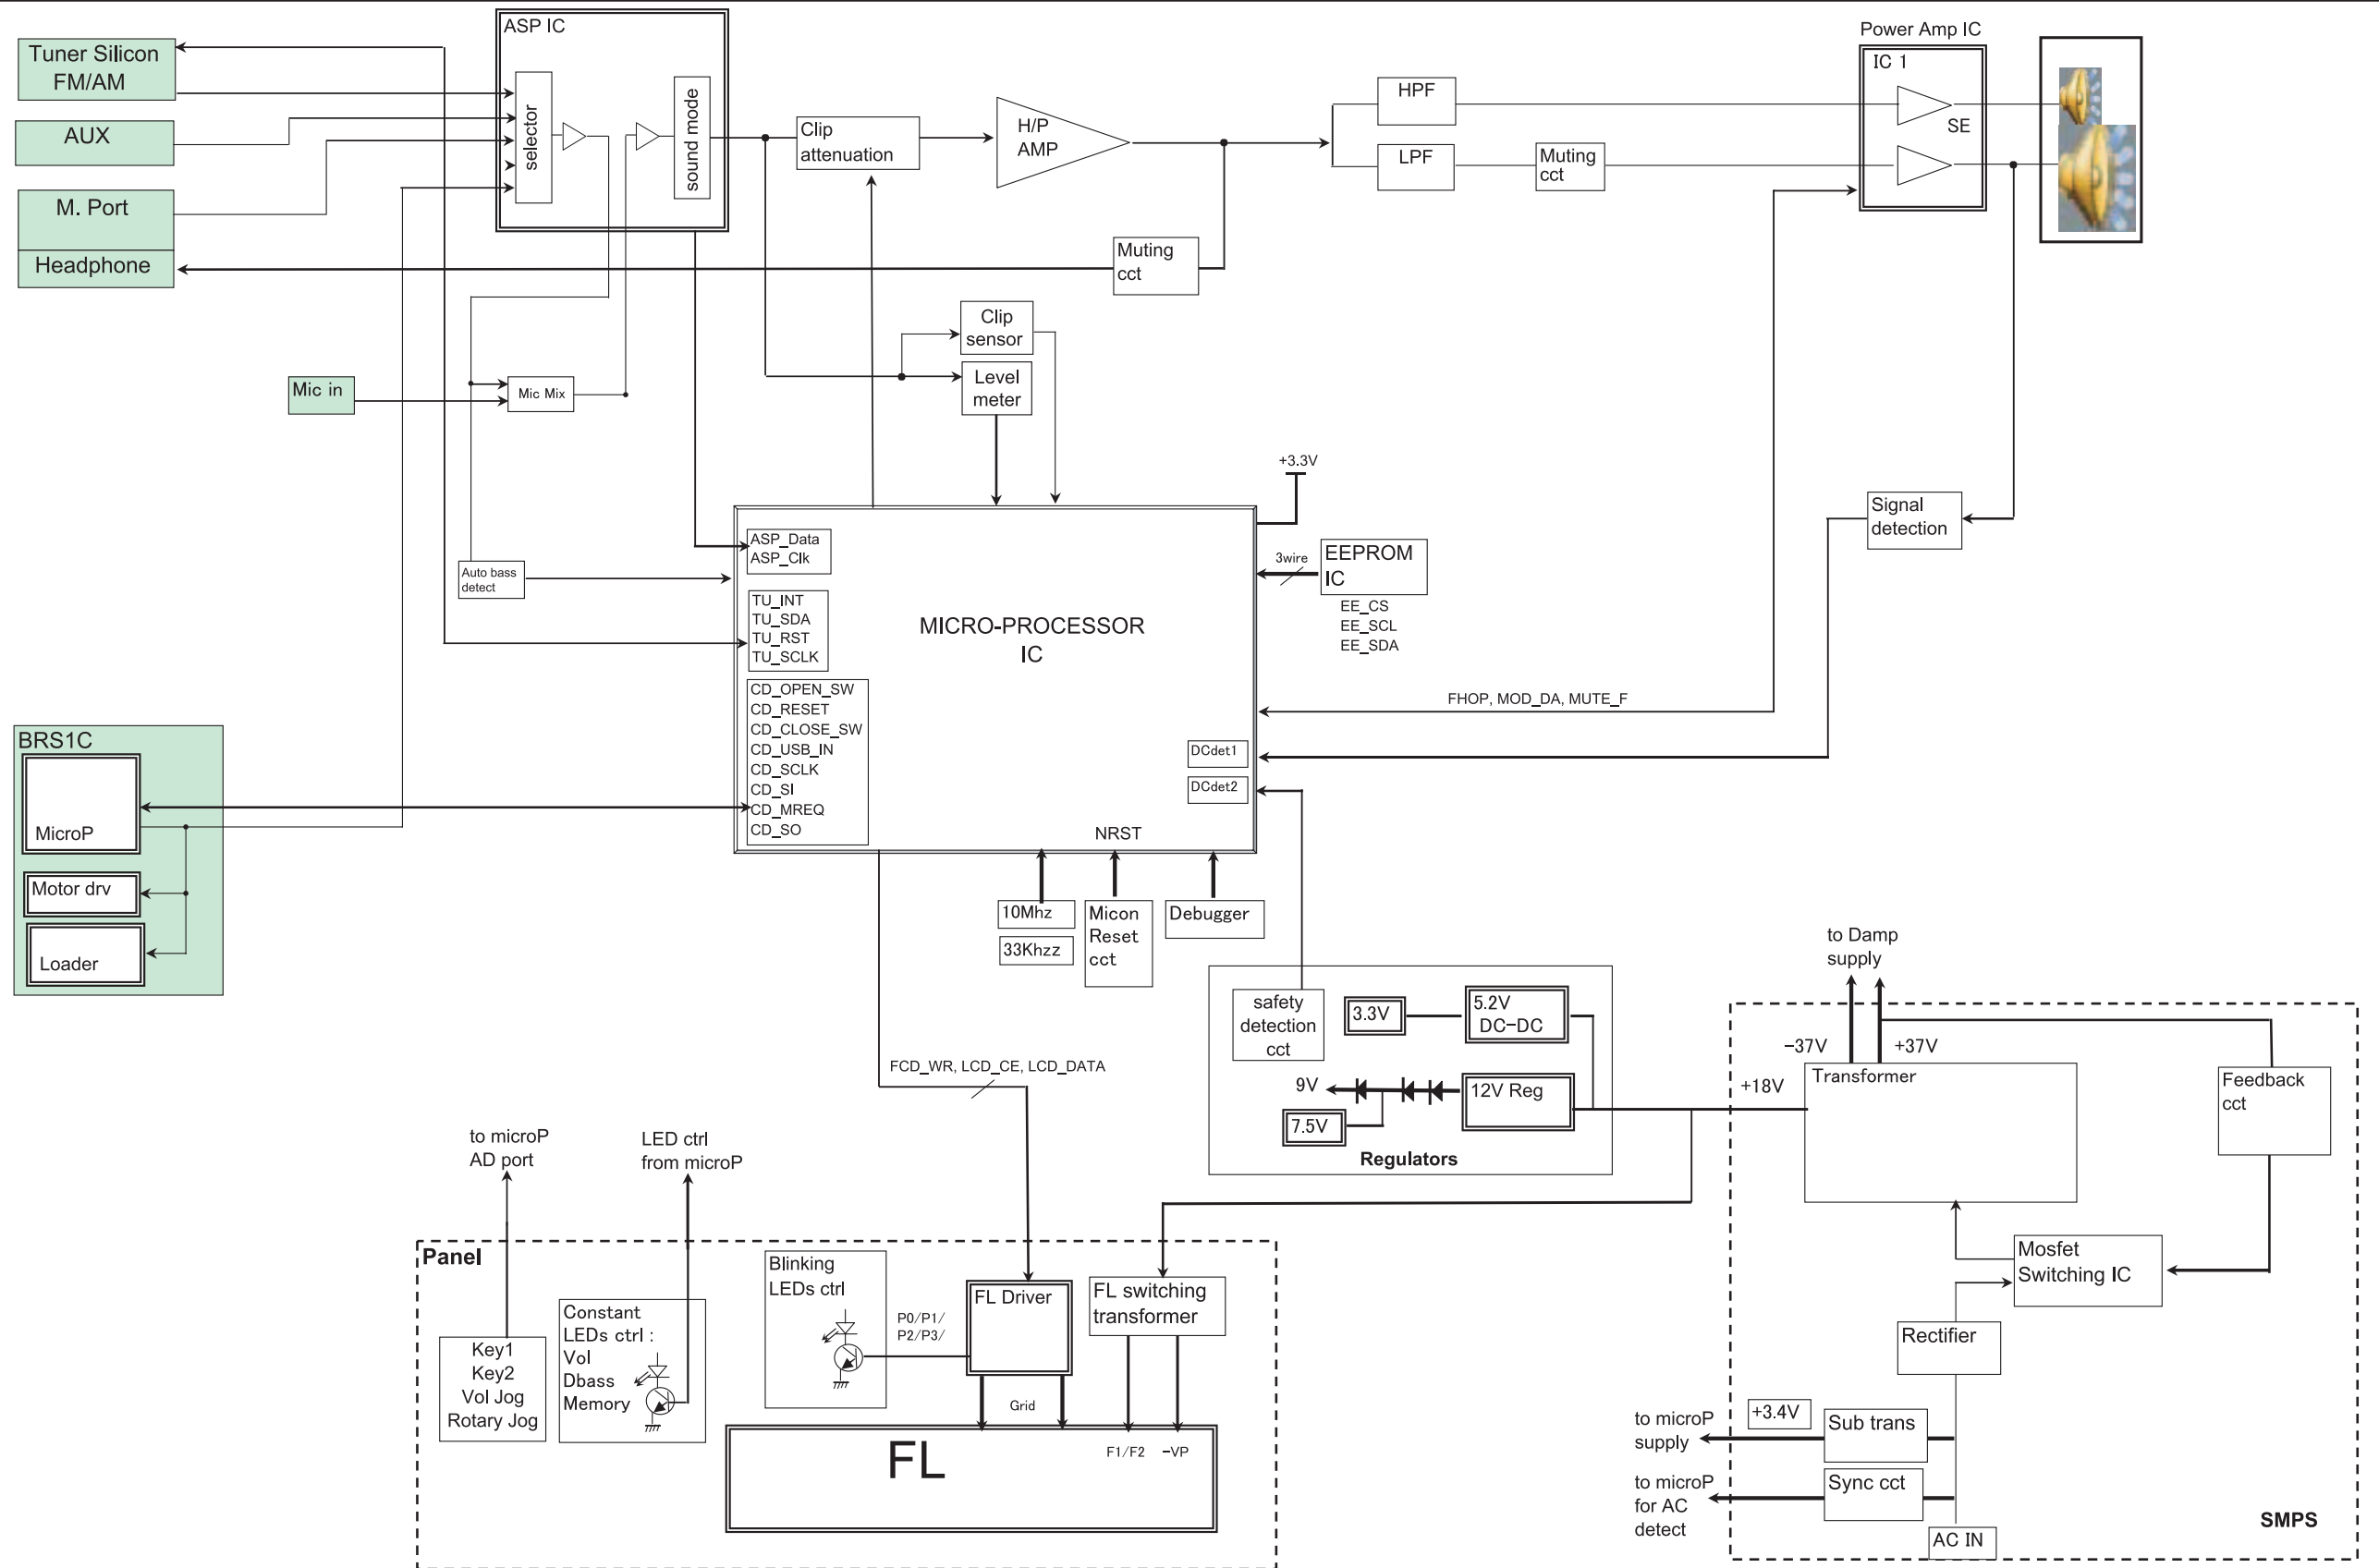 ASP IC
Tuner Silicon
FM/AM
AUX
M. Port
Headphone
selector
sound mode
Clip
attenuation
H/P
AMP
HPF
LPF
Muting
cct
Power Amp IC
IC 1
SE
Muting
cct
Clip
sensor
Level
meter
Mic in
Mic Mix
+3.3V
Signal
detection
ASP_Data
ASP_Clk
Auto bass
detect
TU_INT
TU_SDA
TU_RST
TU_SCLK
MICRO-PROCESSOR
IC
3wire
EEPROM
IC
EE_CS
EE_SCL
EE_SDA
CD_OPEN_SW
CD_RESET
CD_CLOSE_SW
CD_USB_IN
CD_SCLK
CD_SI
CD_MREQ
CD_SO
FHOP, MOD_DA, MUTE_F
DCdet1
DCdet2
NRST
BRS1C
MicroP
Motor drv
Loader
10Mhz
33Khzz
Micon
Reset
cct
Debugger
safety
detection
cct
3.3V
5.2V
DC-DC
9V
12V Reg
7.5V
Regulators
to Damp
supply
-37V
+37V
+18V
Transformer
Feedback
cct
Mosfet
Switching IC
Rectifier
+3.4V
to microP
supply
Sub trans
to microP
for AC
detect
Sync cct
AC IN
SMPS
FCD_WR, LCD_CE, LCD_DATA
to microP
AD port
LED ctrl
from microP
Panel
Key1
Key2
Vol Jog
Rotary Jog
Constant
LEDs ctrl :
Vol
Dbass
Memory
Blinking
LEDs ctrl
P0/P1/
P2/P3/
FL Driver
FL switching
transformer
Grid
F1/F2
-VP
FL